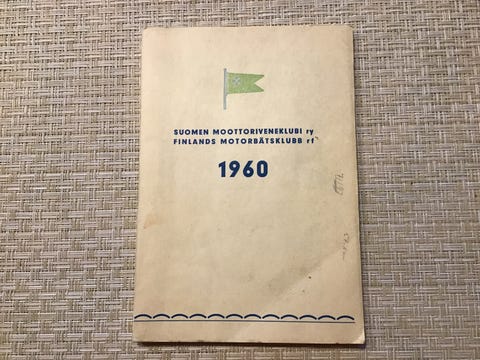 SUOMEN MOOTTORIVENEKLUBI ry
FINLANDS MOTORBÅTSKLUBB rf
1960